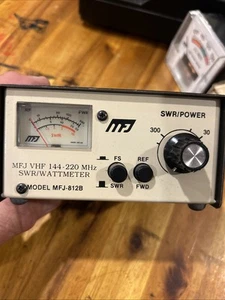 MFJ
SWR/POWER
300
30
SWR
MFJ VHF 144-220 MHz
SWR/WATTMETER
MODEL MFJ-812B
FS
REF
SWR
FWD